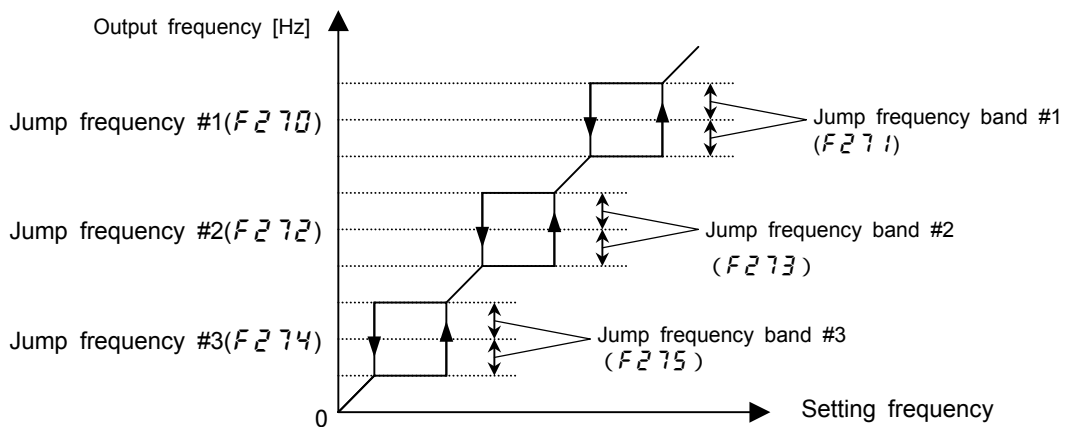 Output frequency [Hz]
Jump frequency #1(F270)
Jump frequency band #1
(F271)
Jump frequency #2(F272)
Jump frequency band #2
(F273)
Jump frequency #3(F274)
Jump frequency band #3
(F275)
0
Setting frequency